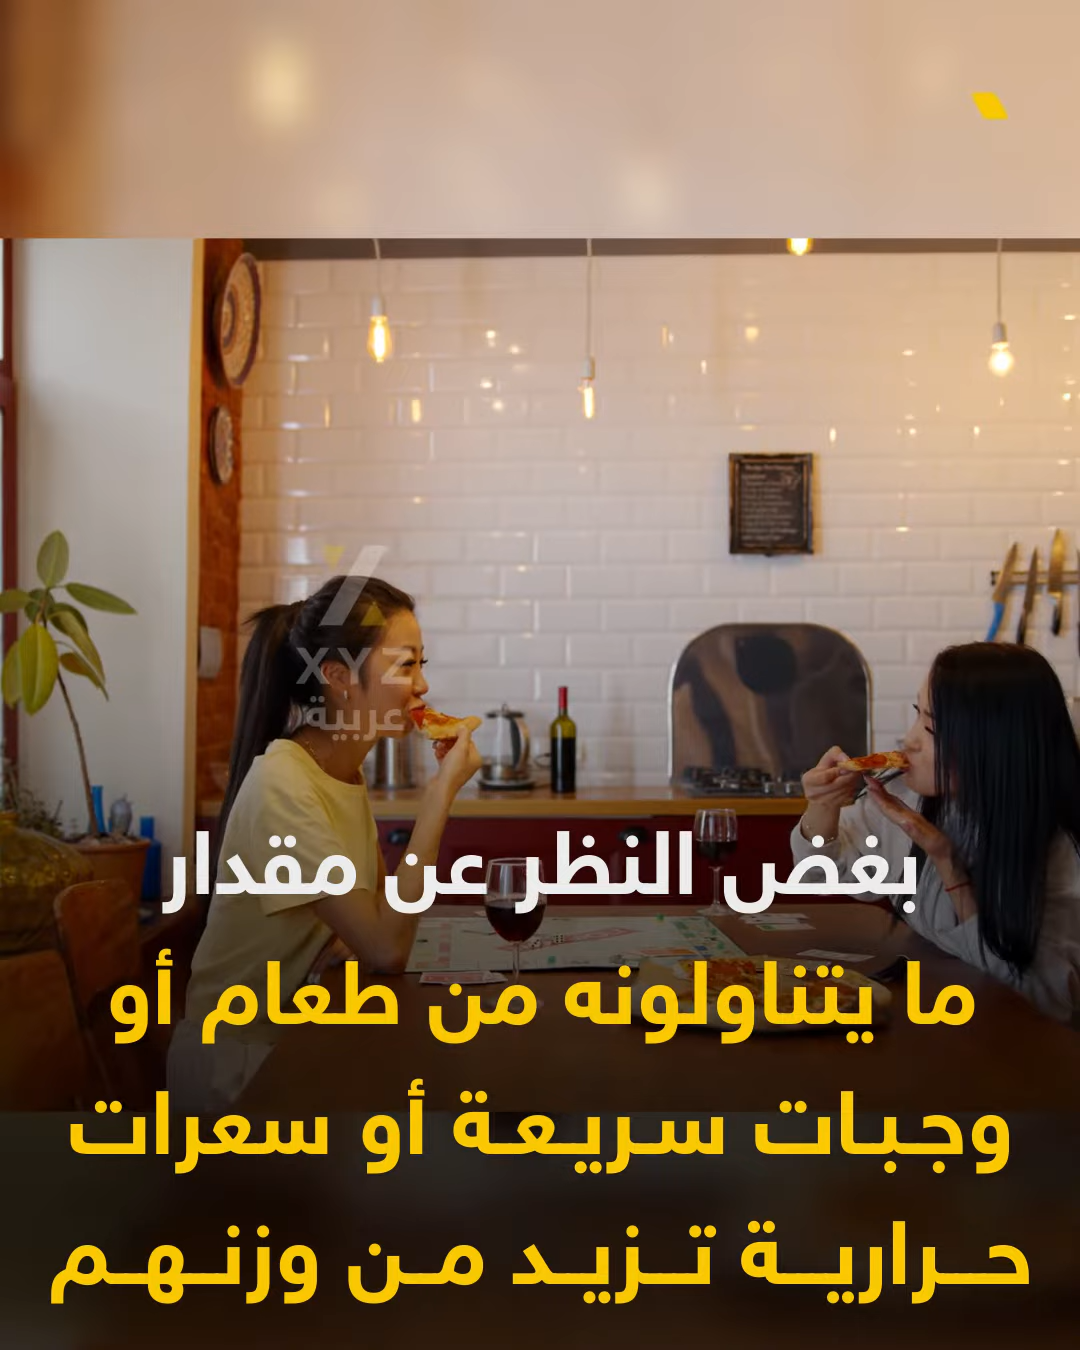 XYZ
عربية
بغض النظر عن مقدار
ما يتناولونه من طعام أو
وجبات سريعة أو سعرات
حرارية تزيد من وزنهم